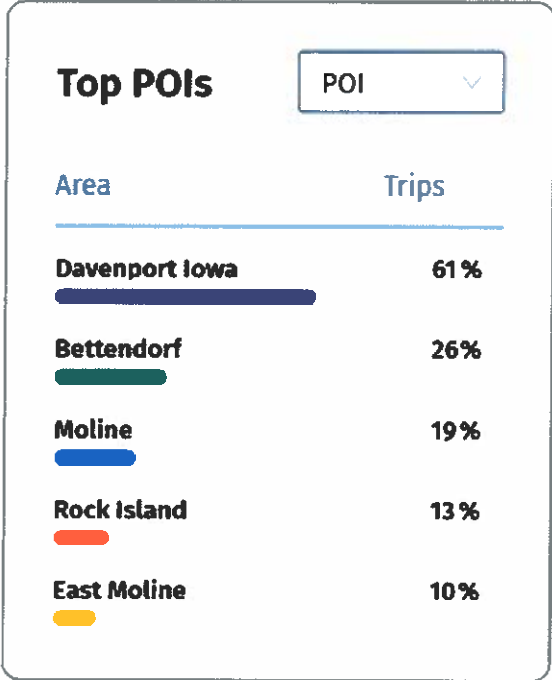 Top POIs
POI
Area Trips
Davenport Iowa 61%
Bettendorf 26%
Moline 19%
Rock Island 13%
East Moline 10%